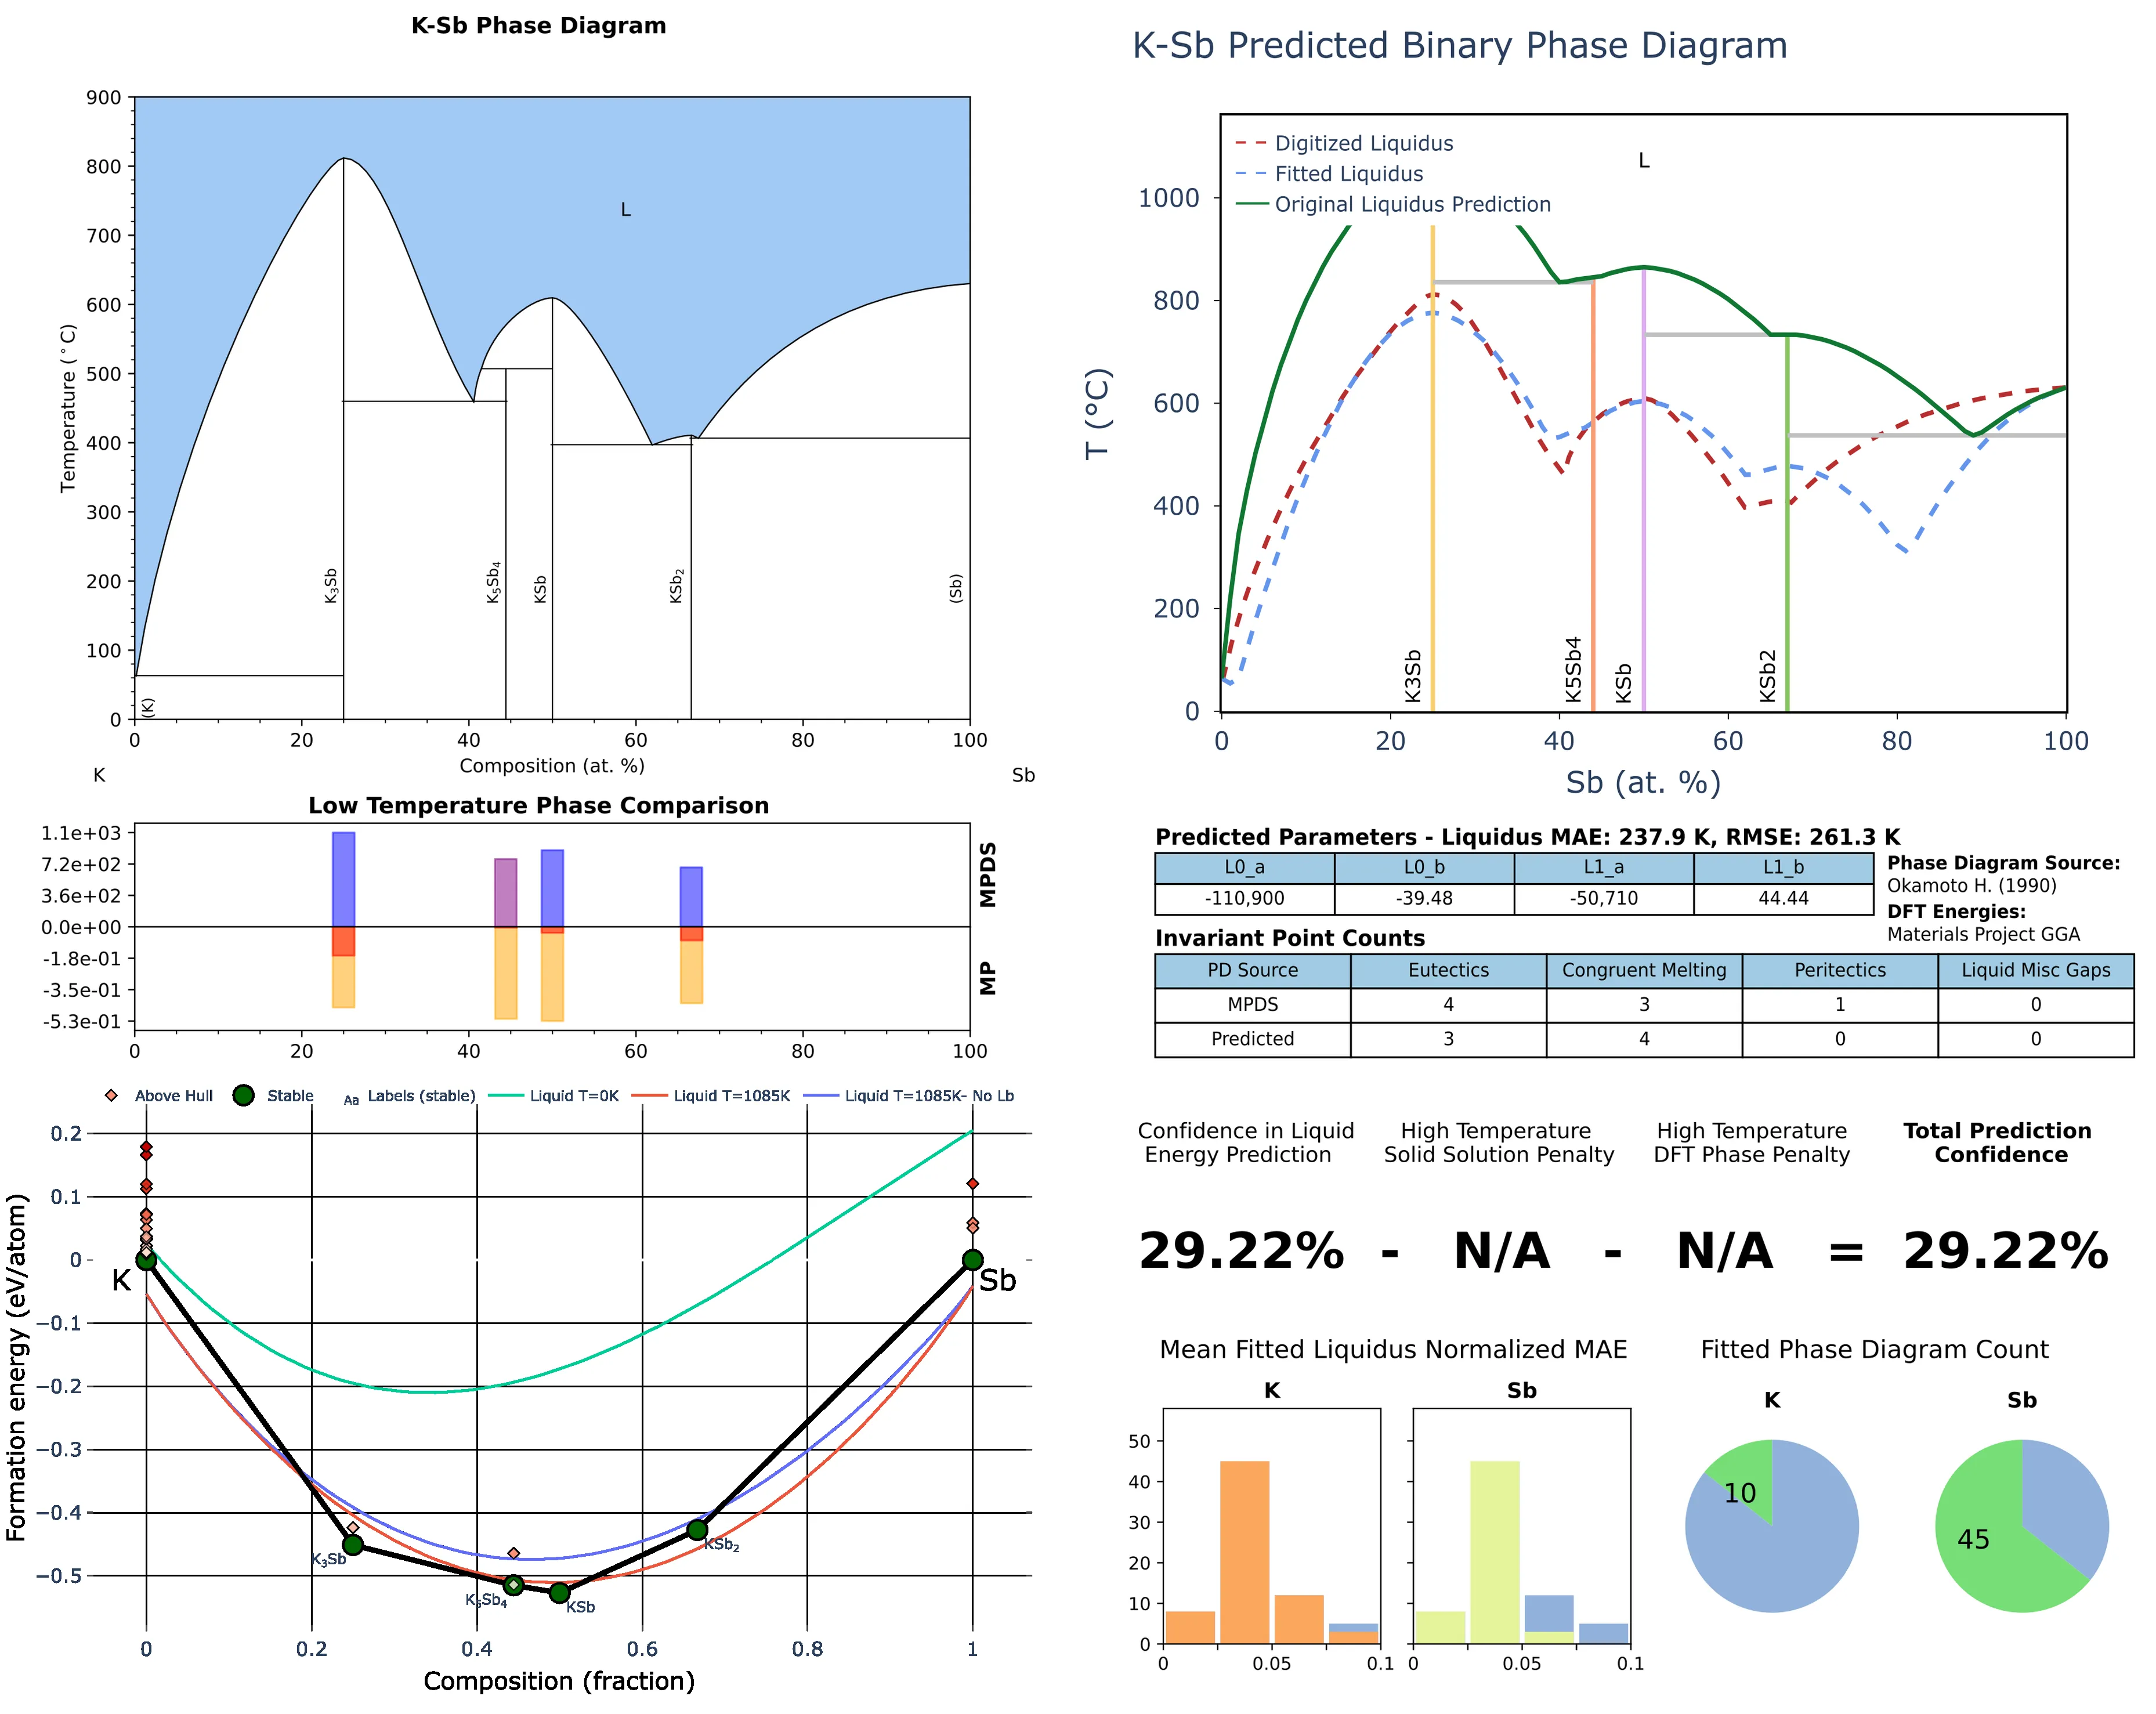 K-Sb Phase Diagram
900
800
700
600
500
400
300
200
100
0
Temperature (°C)
L
K3Sb
K5Sb4
KSb
KSb2
(K)
(Sb)
0 20 40 60 80 100
Composition (at. %)
K Sb
K-Sb Predicted Binary Phase Diagram
Digitized Liquidus
Fitted Liquidus
Original Liquidus Prediction
L
1000
800
600
400
200
0
T (°C)
K3Sb
K5Sb4
KSb
KSb2
0 20 40 60 80 100
Sb (at. %)
Low Temperature Phase Comparison
1.1e+03
7.2e+02
3.6e+02
0.0e+00
-1.8e-01
-3.5e-01
-5.3e-01
MPDS
MP
0 20 40 60 80 100
Predicted Parameters - Liquidus MAE: 237.9 K, RMSE: 261.3 K
L0_a L0_b L1_a L1_b
-110,900 -39.48 -50,710 44.44
Phase Diagram Source:
Okamoto H. (1990)
DFT Energies:
Materials Project GGA
Invariant Point Counts
PD Source Eutectics Congruent Melting Peritectics Liquid Misc Gaps
MPDS 4 3 1 0
Predicted 3 4 0 0
Above Hull Stable Aa Labels (stable) Liquid T=0K Liquid T=1085K Liquid T=1085K- No Lb
0.2
0.1
0
−0.1
−0.2
−0.3
−0.4
−0.5
Formation energy (eV/atom)
K
Sb
K3Sb
K5Sb4
KSb
KSb2
0 0.2 0.4 0.6 0.8 1
Composition (fraction)
Confidence in Liquid
Energy Prediction
High Temperature
Solid Solution Penalty
High Temperature
DFT Phase Penalty
Total Prediction
Confidence
29.22% - N/A - N/A = 29.22%
Mean Fitted Liquidus Normalized MAE
K Sb
50
40
30
20
10
0
0 0.05 0.1
0 0.05 0.1
Fitted Phase Diagram Count
K Sb
10
45